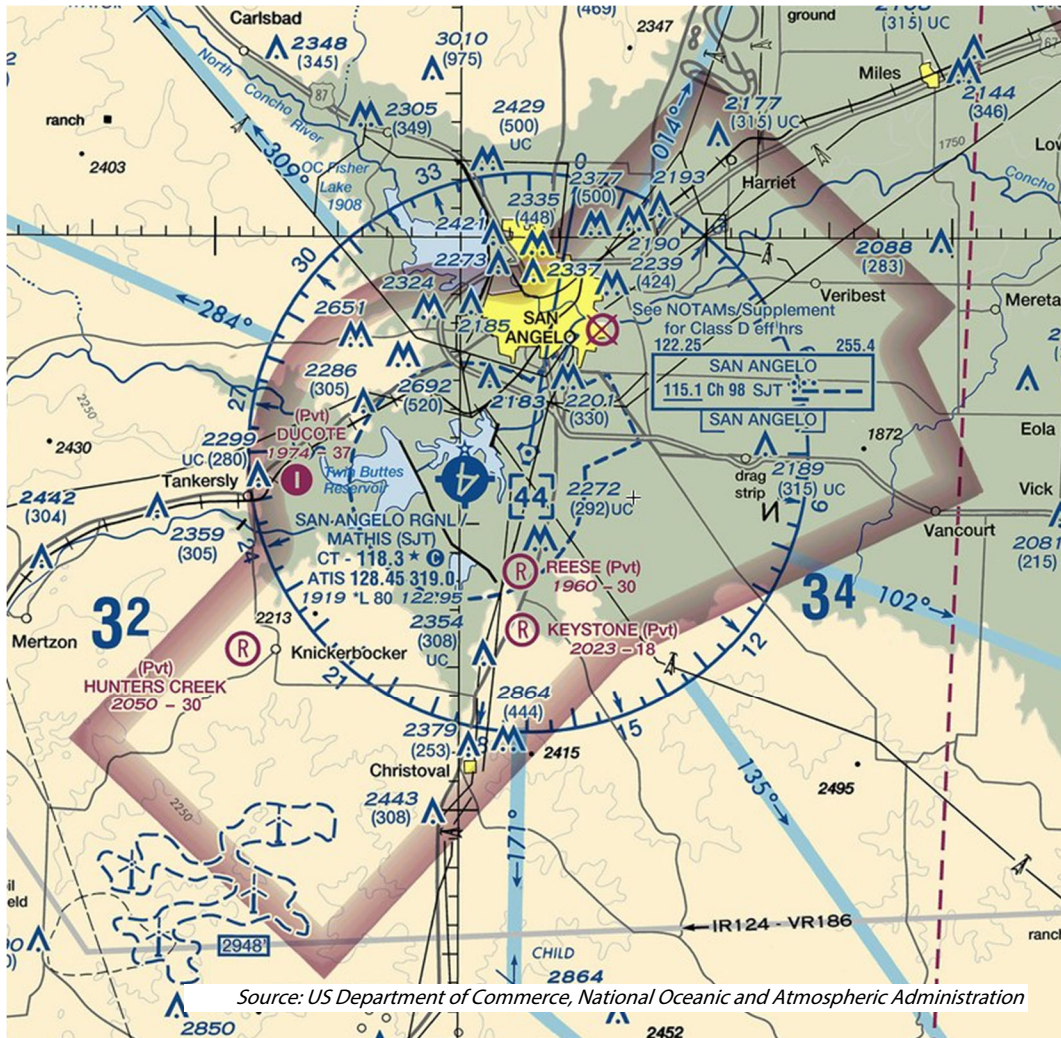 Carlsbad
2348
(345)
3010
(975)
(469)
2347
ground
(315) UC
Miles
67
2144
(346)
North
Concho
River
87
2305
(349)
2429
(500)
UC
ranch
2403
309°
OC Fisher
Lake
1908
33
0
014°
2177
(315) UC
1750
Concho
Harriet
2335
(448)
2377
(500)
2193
2421
2190
2088
(283)
30
2273
2337
2239
(424)
2324
2651
2185
SAN
ANGELO
See NOTAMs/Supplement
for Class D eff hrs
Veribest
Mereta
284°
122.25
255.4
SAN ANGELO
115.1 Ch 98 SJT
SAN ANGELO
2286
(305)
2692
(520)
2183
2201
(330)
27
2250
(Pvt)
DUCOTE
1974 - 37
2430
2299
UC (280)
Tankersly
Twin Buttes
Reservoir
1872
Eola
drag
strip
2189
(315) UC
Vick
2442
(304)
2359
(305)
44
2272
(292)UC
9
Vancourt
2081
(215)
24
SAN ANGELO RGNL /
MATHIS (SJT)
CT - 118.3 ★ C
ATIS 128.45 319.0
1919 *L 80 122.95
R
REESE (Pvt)
1960 - 30
32
34
102°
Mertzon
2213
R
Knickerbocker
2354
(308)
UC
R
KEYSTONE (Pvt)
2023 - 18
12
(Pvt)
HUNTERS CREEK
2050 - 30
21
2864
(444)
15
2379
(253)
2415
Christoval
135°
2495
2443
(308)
2250
171°
2948'
IR124 - VR186
ranch
CHILD
2864
Source: US Department of Commerce, National Oceanic and Atmospheric Administration
2850
2452